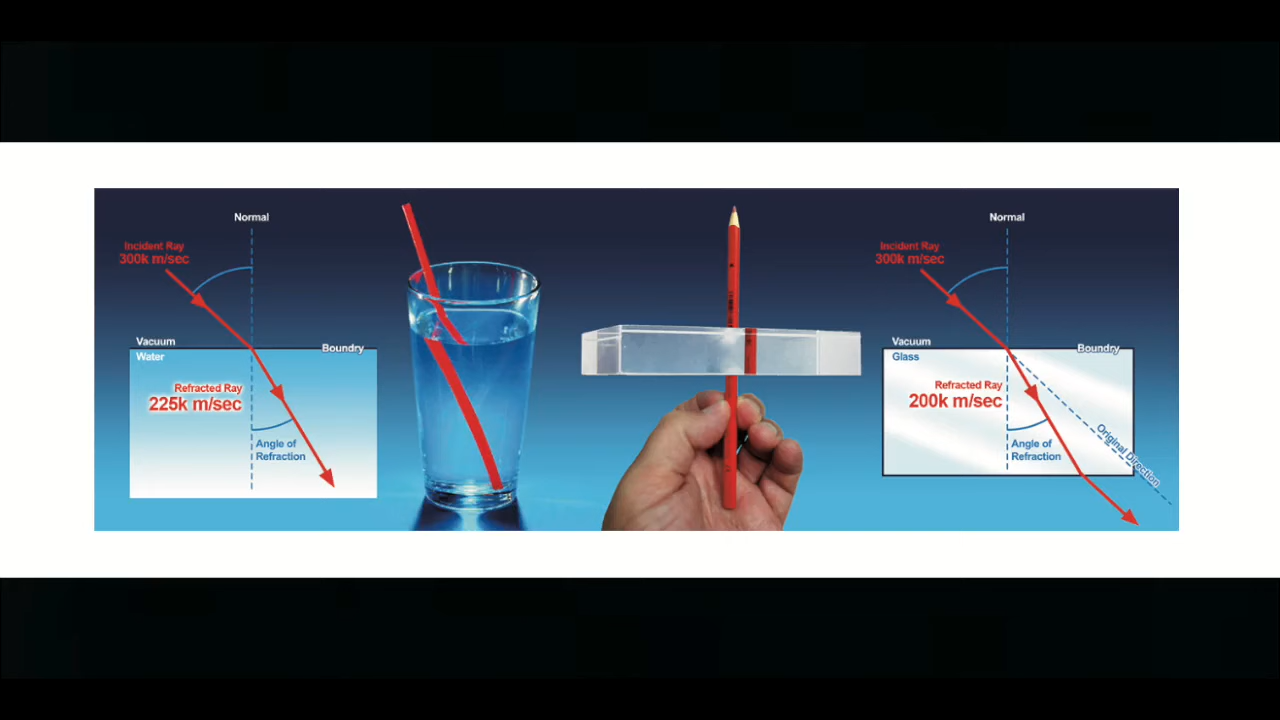 Normal
Incident Ray
300k m/sec
Vacuum
Boundry
Water
Refracted Ray
225k m/sec
Angle of
Refraction
Normal
Incident Ray
300k m/sec
Vacuum
Boundry
Glass
Refracted Ray
200k m/sec
Angle of
Refraction
Original Direction